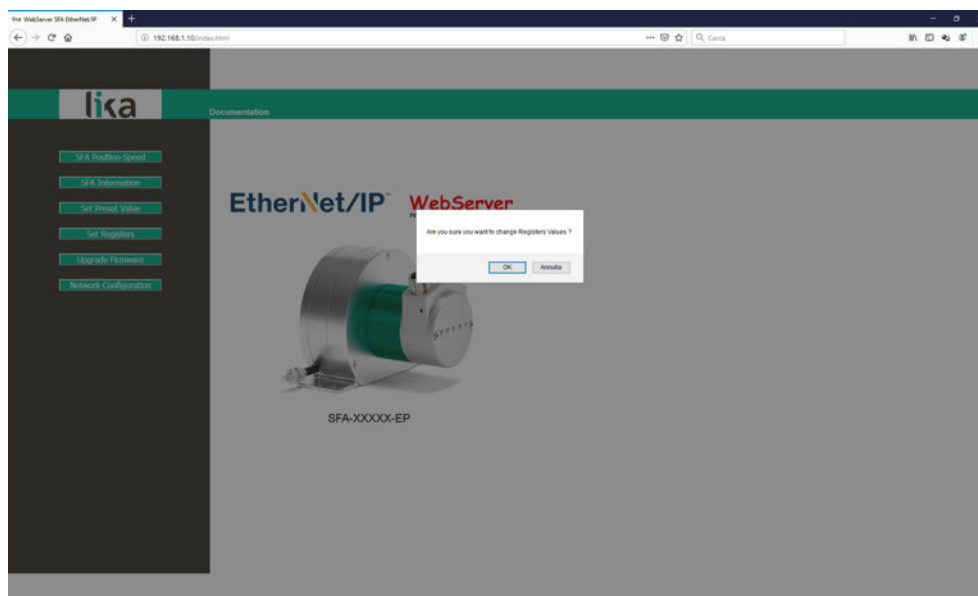 lika WebServer SFA EtherNet/IP
192.168.1.10/index.html
Cerca
lika
Documentation
SFA Position-Speed
SFA Information
Set Preset Value
Set Registers
Upgrade Firmware
Network Configuration
EtherNet/IP™ WebServer
Are you sure you want to change Registers Values ?
OK Annulla
SFA-XXXXX-EP